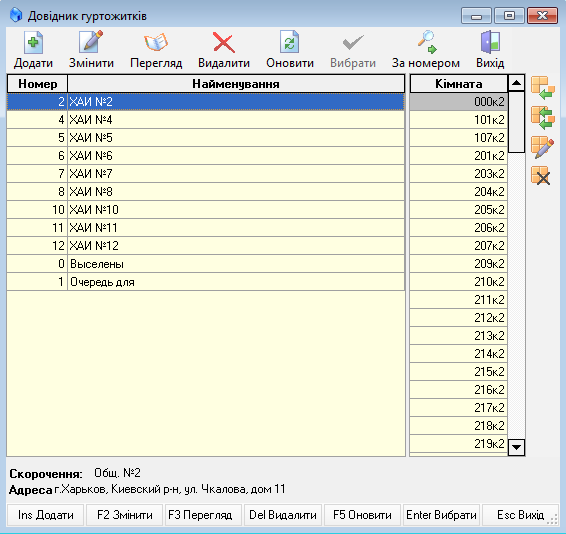 Довідник гуртожитків
Додати Змінити Перегляд Видалити Оновити Вибрати За номером Вихід
Номер Найменування Кімната
2 ХАИ №2 000к2
4 ХАИ №4 101к2
5 ХАИ №5 107к2
6 ХАИ №6 201к2
7 ХАИ №7 203к2
8 ХАИ №8 204к2
10 ХАИ №10 205к2
11 ХАИ №11 206к2
12 ХАИ №12 207к2
0 Выселены 209к2
1 Очередь для 210к2
211к2
212к2
213к2
214к2
215к2
216к2
217к2
218к2
219к2
Скорочення: Общ. №2
Адреса г.Харьков, Киевский р-н, ул. Чкалова, дом 11
Ins Додати F2 Змінити F3 Перегляд Del Видалити F5 Оновити Enter Вибрати Esc Вихід